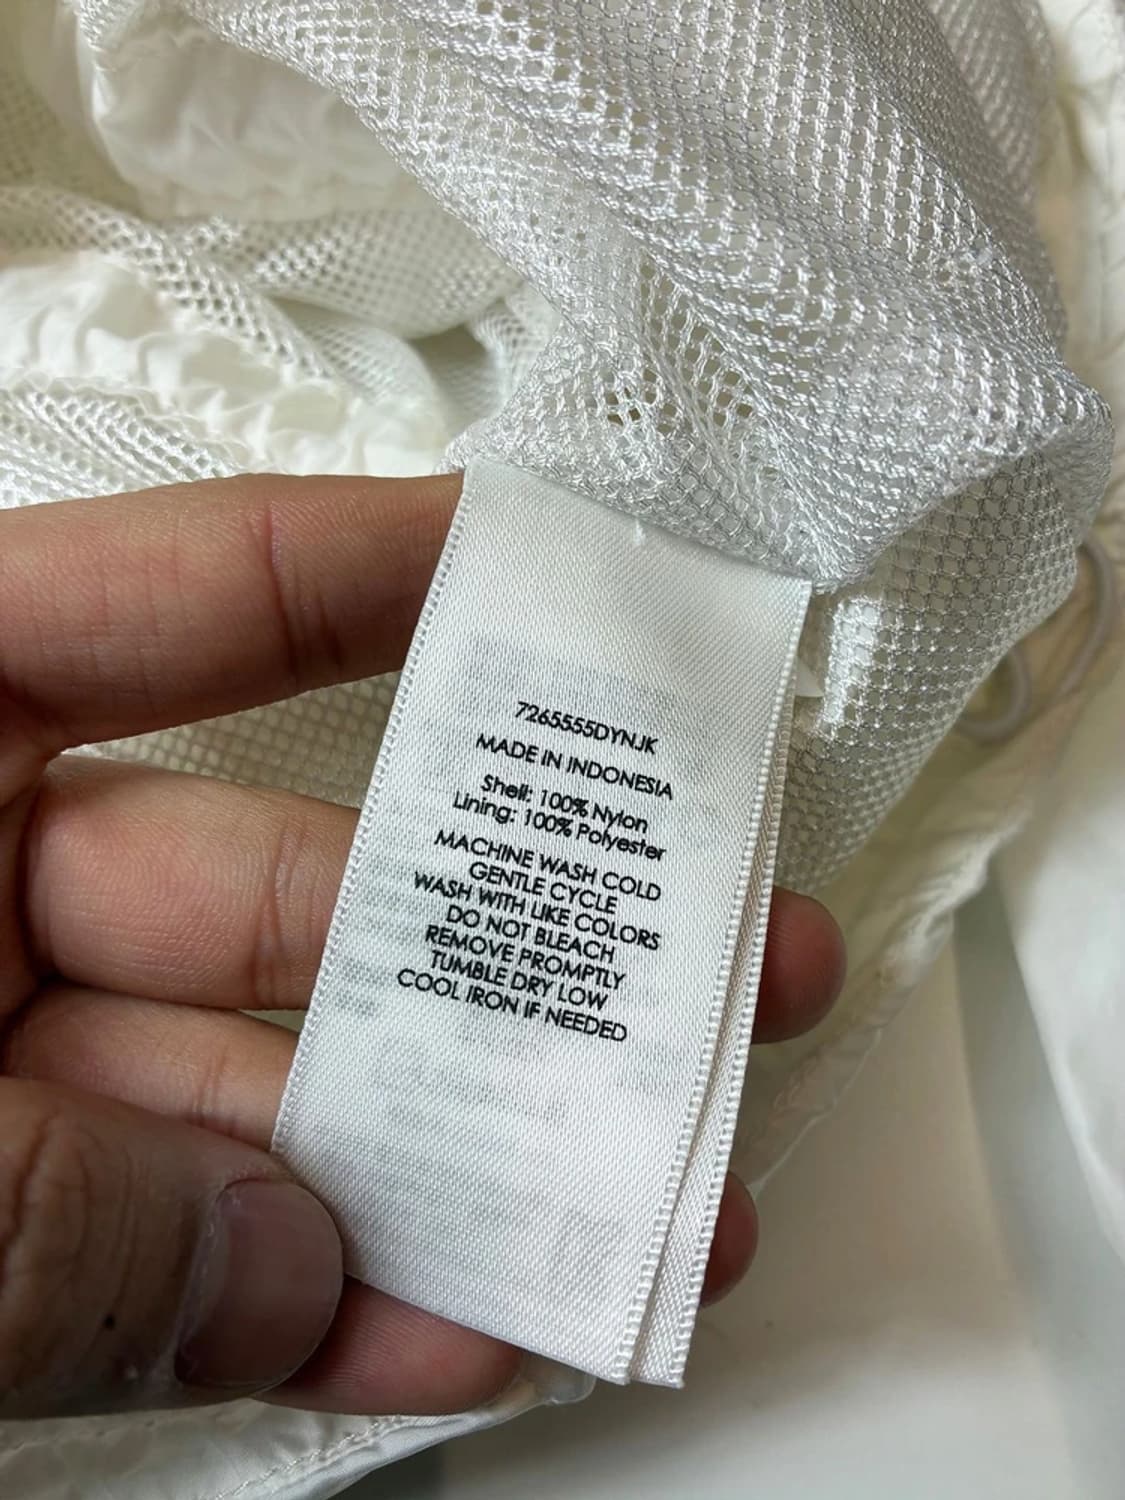 7265555DYNJK
MADE IN INDONESIA
Shell: 100% Nylon
Lining: 100% Polyester
MACHINE WASH COLD
GENTLE CYCLE
WASH WITH LIKE COLORS
DO NOT BLEACH
REMOVE PROMPTLY
TUMBLE DRY LOW
COOL IRON IF NEEDED